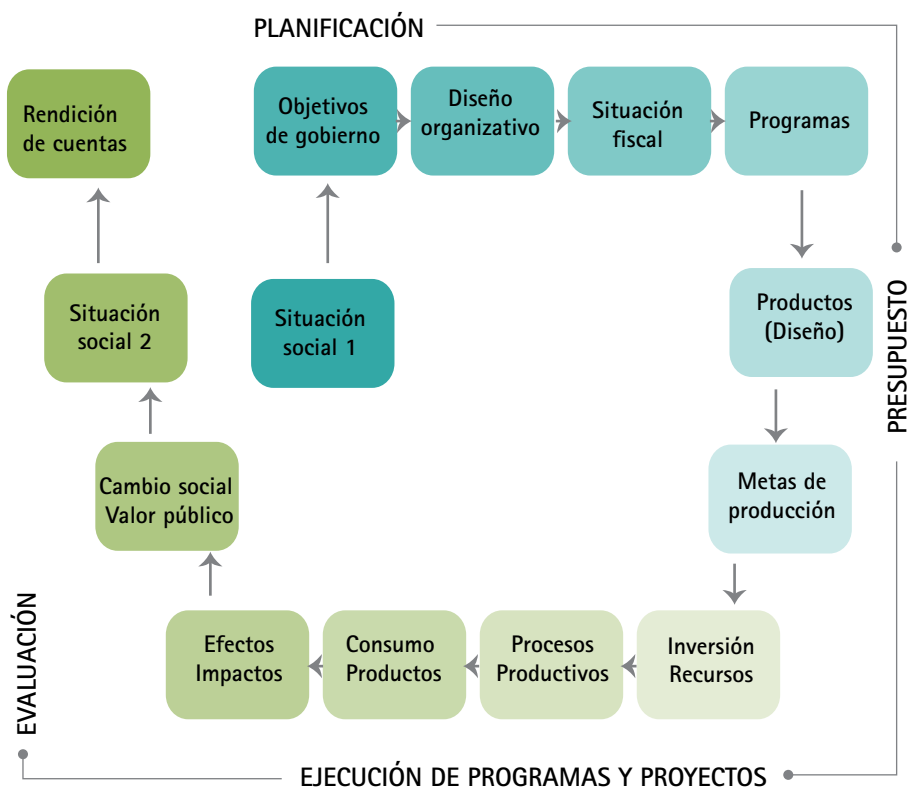 PLANIFICACIÓN
Rendición
de cuentas
Objetivos
de gobierno
Diseño
organizativo
Situación
fiscal
Programas
Situación
social 2
Situación
social 1
Productos
(Diseño)
PRESUPUESTO
Cambio social
Valor público
Metas de
producción
Efectos
Impactos
Consumo
Productos
Procesos
Productivos
Inversión
Recursos
EVALUACIÓN
EJECUCIÓN DE PROGRAMAS Y PROYECTOS